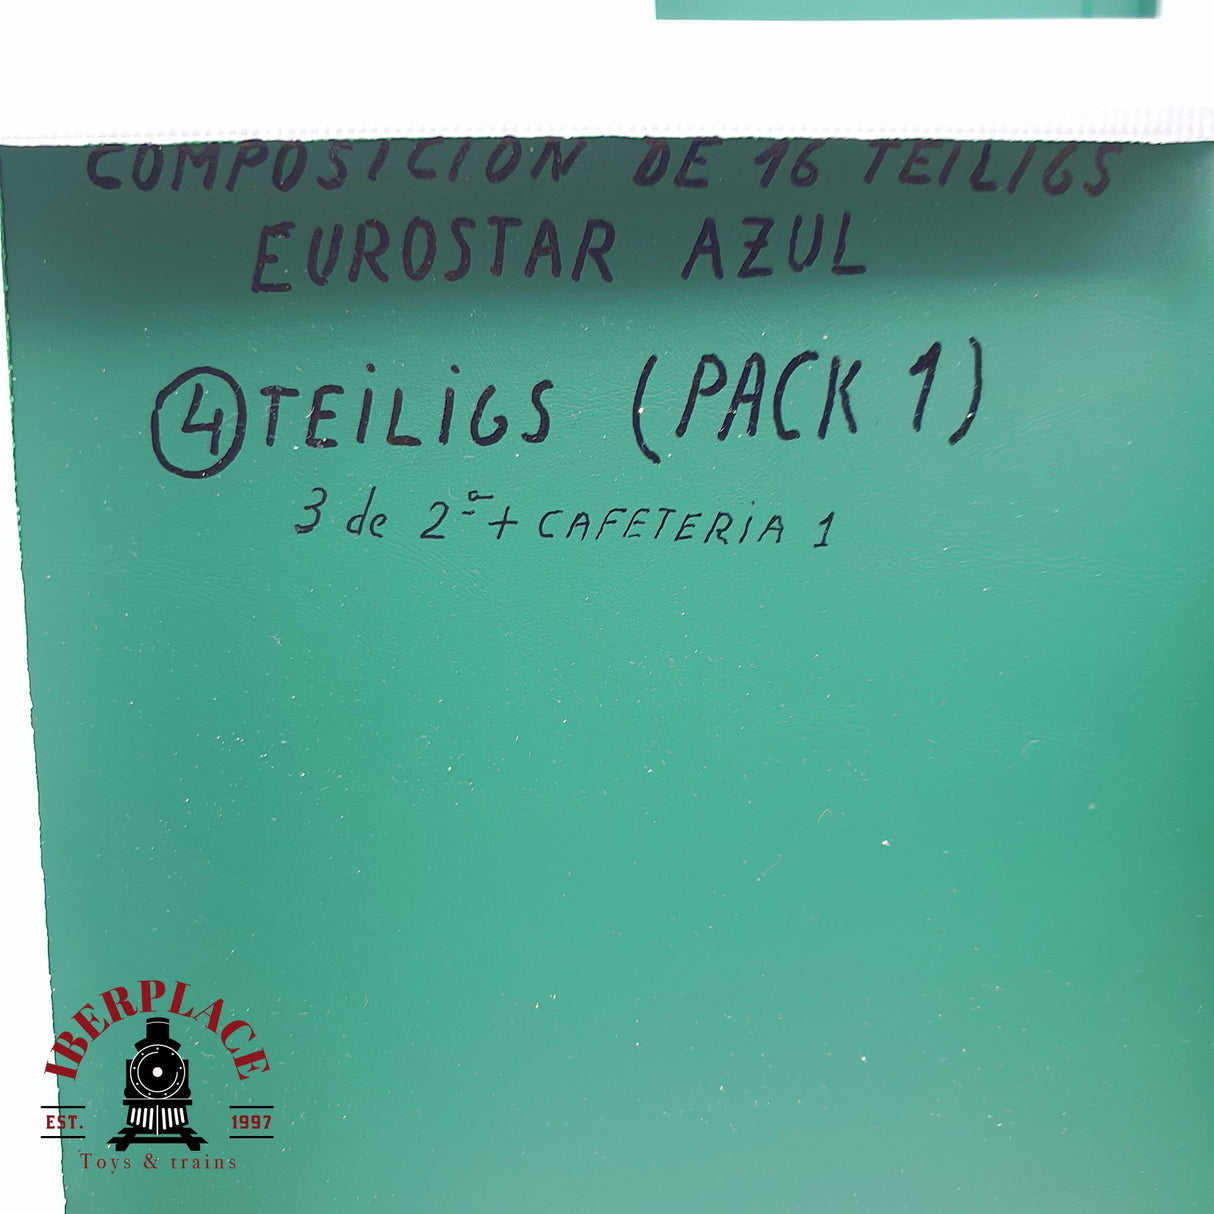 COMPOSICION DE 16 TEILIGS
EUROSTAR AZUL
4 TEiLiGS (PACK 1)
3 de 2ª + CAFETERiA 1
IBERPLACE
EST. 1997
Toys & trains